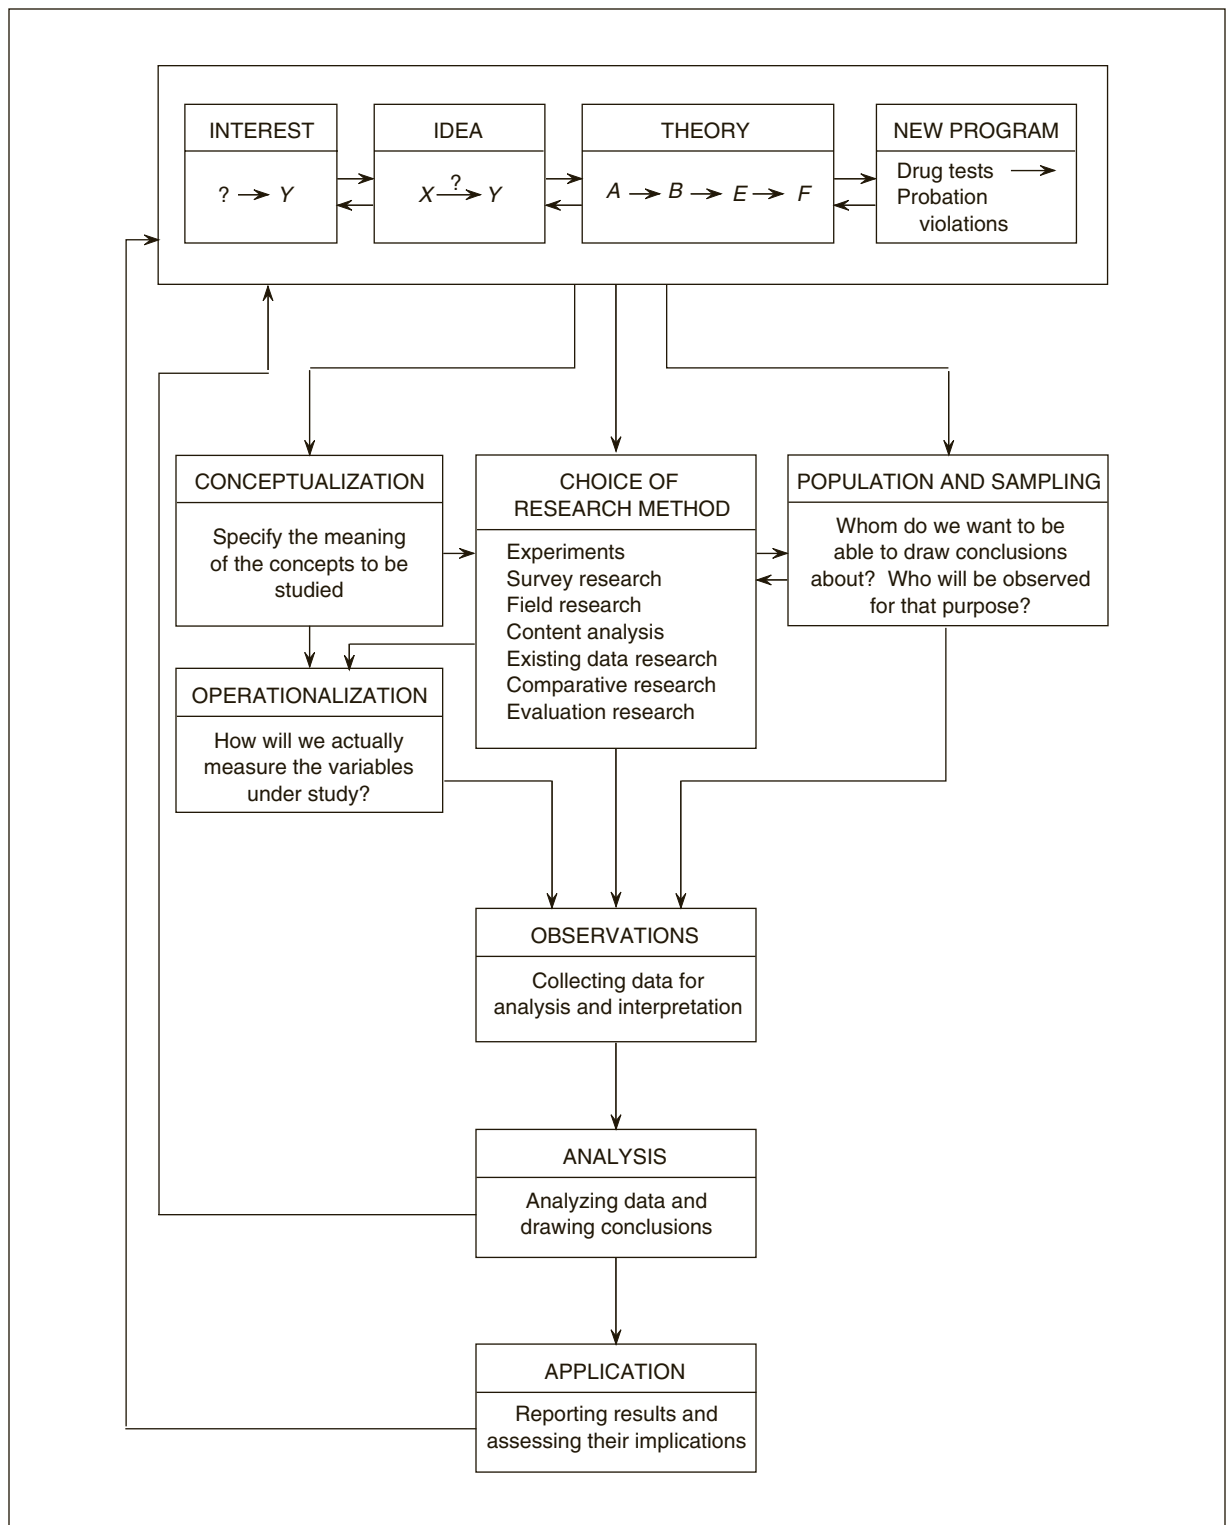 INTEREST
? → Y
IDEA
?
X → Y
THEORY
A → B → E → F
NEW PROGRAM
Drug tests →
Probation
violations
CONCEPTUALIZATION
Specify the meaning
of the concepts to be
studied
CHOICE OF
RESEARCH METHOD
Experiments
Survey research
Field research
Content analysis
Existing data research
Comparative research
Evaluation research
POPULATION AND SAMPLING
Whom do we want to be
able to draw conclusions
about? Who will be observed
for that purpose?
OPERATIONALIZATION
How will we actually
measure the variables
under study?
OBSERVATIONS
Collecting data for
analysis and interpretation
ANALYSIS
Analyzing data and
drawing conclusions
APPLICATION
Reporting results and
assessing their implications